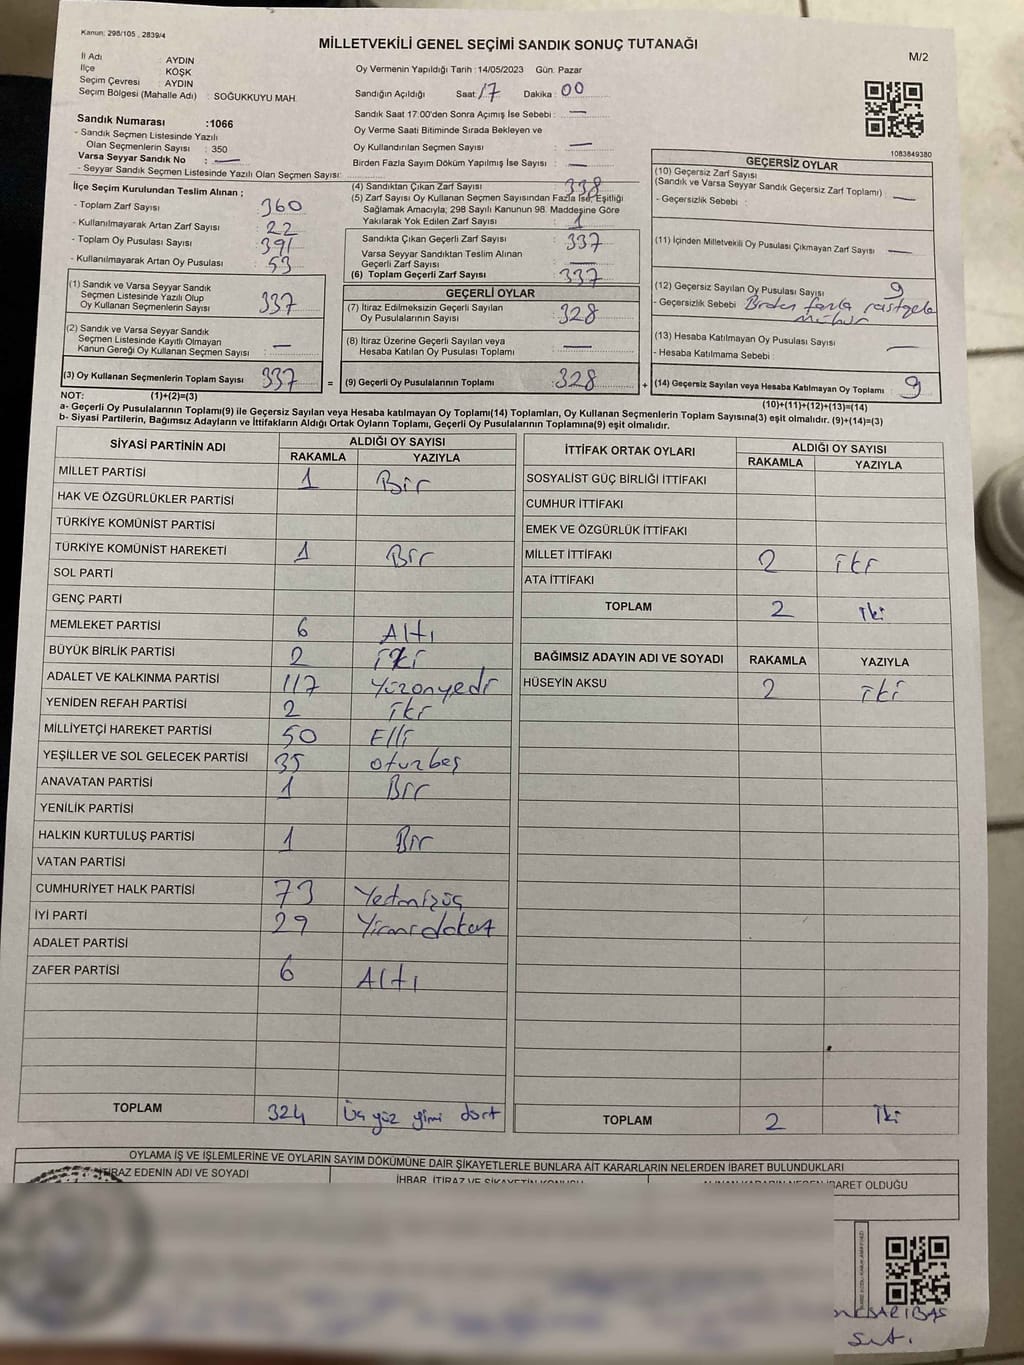 Kanun: 298/105 , 2839/4
MİLLETVEKİLİ GENEL SEÇİMİ SANDIK SONUÇ TUTANAĞI
M/2
İl Adı : AYDIN
İlçe : KÖŞK
Seçim Çevresi : AYDIN
Seçim Bölgesi (Mahalle Adı) : SOĞUKKUYU MAH.
Oy Vermenin Yapıldığı Tarih : 14/05/2023 Gün: Pazar
Sandığın Açıldığı Saat: 17 Dakika : 00
Sandık Saat 17:00'den Sonra Açımış İse Sebebi : —
Oy Verme Saati Bitiminde Sırada Bekleyen ve
Oy Kullandırılan Seçmen Sayısı : —
Birden Fazla Sayım Döküm Yapılmış İse Sayısı : —
1083849380
Sandık Numarası :1066
- Sandık Seçmen Listesinde Yazılı
Olan Seçmenlerin Sayısı : 350
Varsa Seyyar Sandık No : —
- Seyyar Sandık Seçmen Listesinde Yazılı Olan Seçmen Sayısı:
İlçe Seçim Kurulundan Teslim Alınan ;
- Toplam Zarf Sayısı : 360
- Kullanılmayarak Artan Zarf Sayısı : 22
- Toplam Oy Pusulası Sayısı : 391
- Kullanılmayarak Artan Oy Pusulası : 53
(1) Sandık ve Varsa Seyyar Sandık
Seçmen Listesinde Yazılı Olup
Oy Kullanan Seçmenlerin Sayısı : 337
(2) Sandık ve Varsa Seyyar Sandık
Seçmen Listesinde Kayıtlı Olmayan
Kanun Gereği Oy Kullanan Seçmen Sayısı : —
(3) Oy Kullanan Seçmenlerin Toplam Sayısı 337 =
(4) Sandıktan Çıkan Zarf Sayısı : 338
(5) Zarf Sayısı Oy Kullanan Seçmen Sayısından Fazla İse, Eşitliği
Sağlamak Amacıyla; 298 Sayılı Kanunun 98. Maddesine Göre
Yakılarak Yok Edilen Zarf Sayısı : 1
Sandıkta Çıkan Geçerli Zarf Sayısı : 337
Varsa Seyyar Sandıktan Teslim Alınan
Geçerli Zarf Sayısı : —
(6) Toplam Geçerli Zarf Sayısı : 337
GEÇERLİ OYLAR
(7) İtiraz Edilmeksizin Geçerli Sayılan
Oy Pusulalarının Sayısı : 328
(8) İtiraz Üzerine Geçerli Sayılan veya
Hesaba Katılan Oy Pusulası Toplamı : —
(9) Geçerli Oy Pusulalarının Toplamı : 328 +
GEÇERSİZ OYLAR
(10) Geçersiz Zarf Sayısı
(Sandık ve Varsa Seyyar Sandık Geçersiz Zarf Toplamı) : —
- Geçersizlik Sebebi :
(11) İçinden Milletvekili Oy Pusulası Çıkmayan Zarf Sayısı : —
(12) Geçersiz Sayılan Oy Pusulası Sayısı : 9
- Geçersizlik Sebebi : Birden fazla rastgele
mühür
(13) Hesaba Katılmayan Oy Pusulası Sayısı : —
- Hesaba Katılmama Sebebi :
(14) Geçersiz Sayılan veya Hesaba Katılmayan Oy Toplamı : 9
NOT: (1)+(2)=(3)
(10)+(11)+(12)+(13)=(14)
a- Geçerli Oy Pusulalarının Toplamı(9) ile Geçersiz Sayılan veya Hesaba katılmayan Oy Toplamı(14) Toplamları, Oy Kullanan Seçmenlerin Toplam Sayısına(3) eşit olmalıdır. (9)+(14)=(3)
b- Siyasi Partilerin, Bağımsız Adayların ve İttifakların Aldığı Ortak Oyların Toplamı, Geçerli Oy Pusulalarının Toplamına(9) eşit olmalıdır.
SİYASİ PARTİNİN ADI ALDIĞI OY SAYISI
RAKAMLA YAZIYLA
MİLLET PARTİSİ 1 Bir
HAK VE ÖZGÜRLÜKLER PARTİSİ
TÜRKİYE KOMÜNİST PARTİSİ
TÜRKİYE KOMÜNİST HAREKETİ 1 Bir
SOL PARTİ
GENÇ PARTİ
MEMLEKET PARTİSİ 6 Altı
BÜYÜK BİRLİK PARTİSİ 2 iki
ADALET VE KALKINMA PARTİSİ 117 Yüzonyedi
YENİDEN REFAH PARTİSİ 2 iki
MİLLİYETÇİ HAREKET PARTİSİ 50 Elli
YEŞİLLER VE SOL GELECEK PARTİSİ 35 otuzbeş
ANAVATAN PARTİSİ 1 Bir
YENİLİK PARTİSİ
HALKIN KURTULUŞ PARTİSİ 1 Bir
VATAN PARTİSİ
CUMHURİYET HALK PARTİSİ 73 Yetmişüç
İYİ PARTİ 29 Yirmidokuz
ADALET PARTİSİ
ZAFER PARTİSİ 6 Altı
TOPLAM 324 Üç yüz yimi dört
İTTİFAK ORTAK OYLARI ALDIĞI OY SAYISI
RAKAMLA YAZIYLA
SOSYALİST GÜÇ BİRLİĞİ İTTİFAKI
CUMHUR İTTİFAKI
EMEK VE ÖZGÜRLÜK İTTİFAKI
MİLLET İTTİFAKI 2 iki
ATA İTTİFAKI
TOPLAM 2 iki
BAĞIMSIZ ADAYIN ADI VE SOYADI RAKAMLA YAZIYLA
HÜSEYİN AKSU 2 iki
TOPLAM 2 iki
OYLAMA İŞ VE İŞLEMLERİNE VE OYLARIN SAYIM DÖKÜMÜNE DAİR ŞİKAYETLERLE BUNLARA AİT KARARLARIN NELERDEN İBARET BULUNDUKLARI
İTİRAZ EDENİN ADI VE SOYADI
İHBAR, İTİRAZ VE ŞİKAYETİN KONUSU
ALINAN KARARIN NEDEN İBARET OLDUĞU
SARIBAŞ